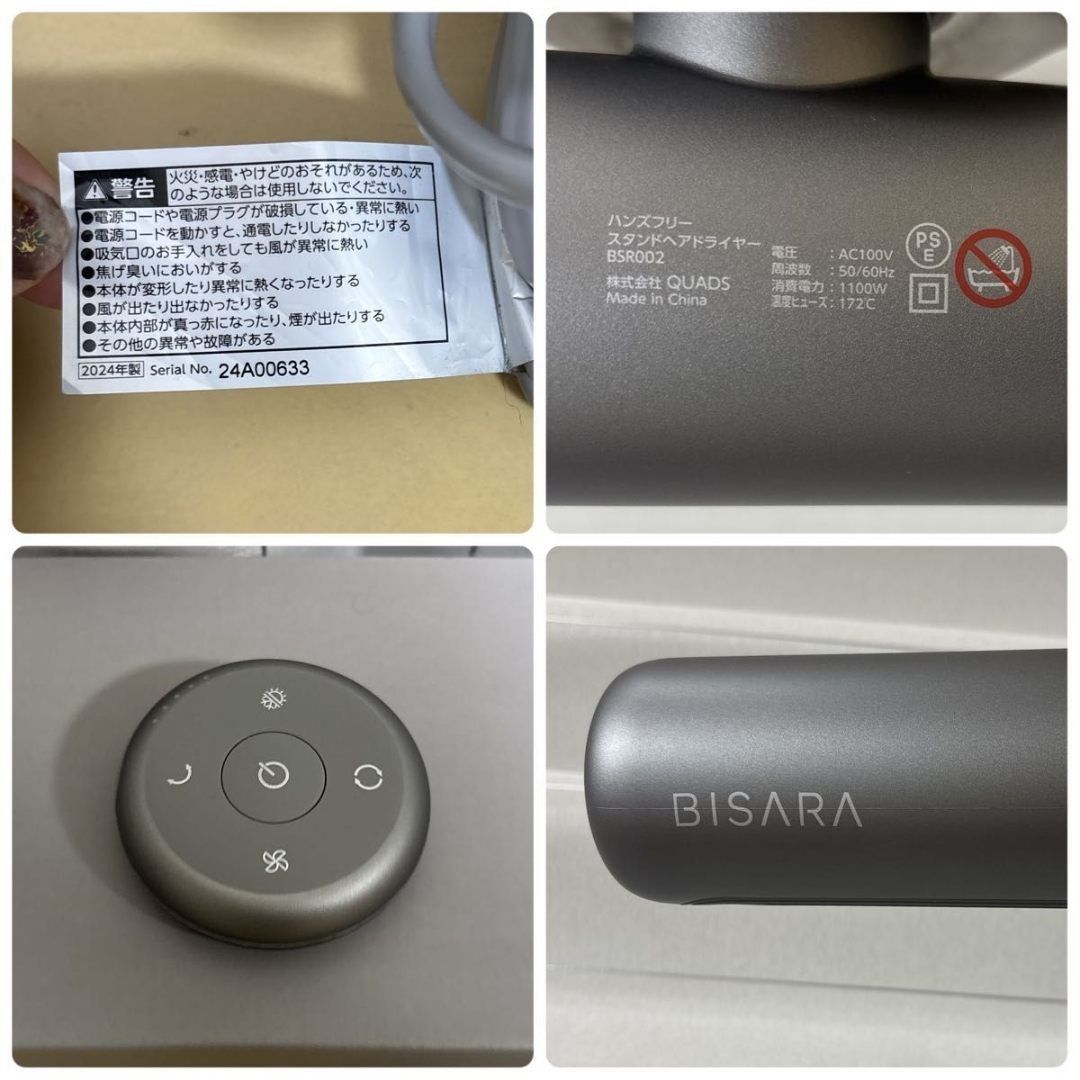 警告
火災・感電・やけどのおそれがあるため、次
のような場合は使用しないでください。
●電源コードや電源プラグが破損している・異常に熱い
●電源コードを動かすと、通電したりしなかったりする
●吸気口のお手入れをしても風が異常に熱い
●焦げ臭いにおいがする
●本体が変形したり異常に熱くなったりする
●風が出たり出なかったりする
●本体内部が真っ赤になったり、煙が出たりする
●その他の異常や故障がある
2024年製 Serial No. 24A00633
ハンズフリー
スタンドヘアドライヤー
BSR002
株式会社 QUADS
Made in China
電圧 : AC100V
周波数 : 50/60Hz
消費電力 : 1100W
温度ヒューズ : 172℃
PS
E
BISARA